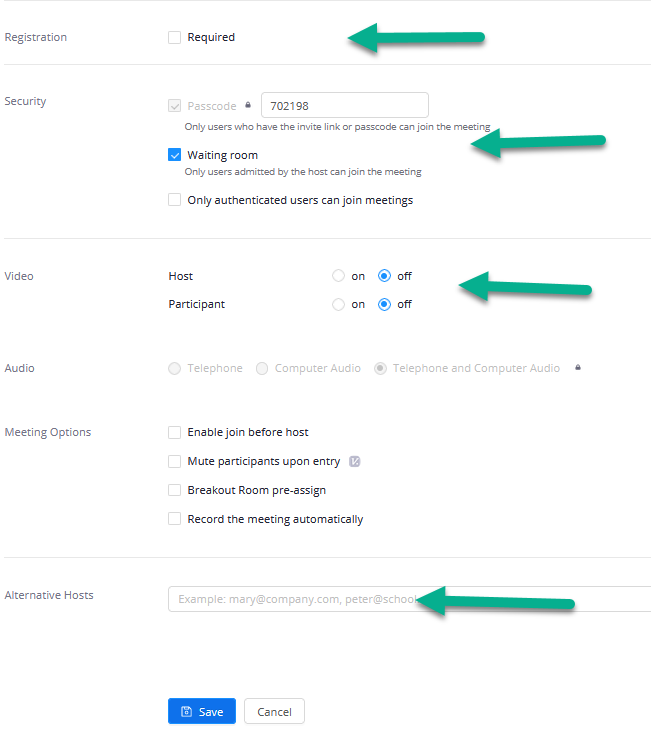 Registration Required
Security Passcode 702198
Only users who have the invite link or passcode can join the meeting
Waiting room
Only users admitted by the host can join the meeting
Only authenticated users can join meetings
Video Host on off
Participant on off
Audio Telephone Computer Audio Telephone and Computer Audio
Meeting Options Enable join before host
Mute participants upon entry
Breakout Room pre-assign
Record the meeting automatically
Alternative Hosts Example: mary@company.com, peter@school
Save Cancel